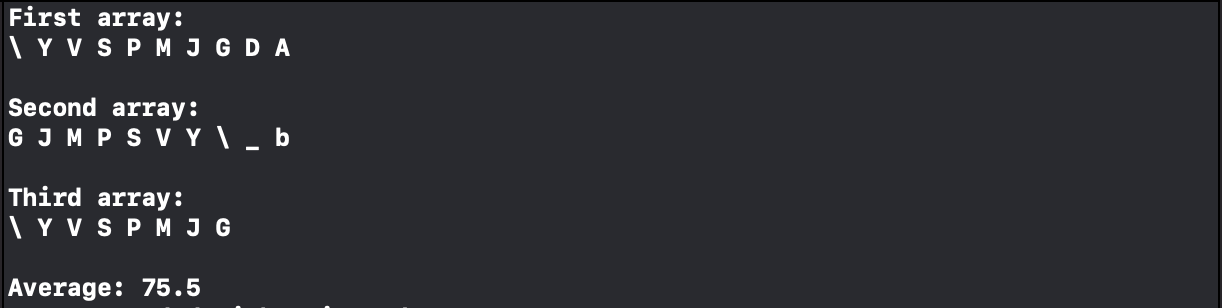 First array:
\ Y V S P M J G D A
Second array:
G J M P S V Y \ _ b
Third array:
\ Y V S P M J G
Average: 75.5